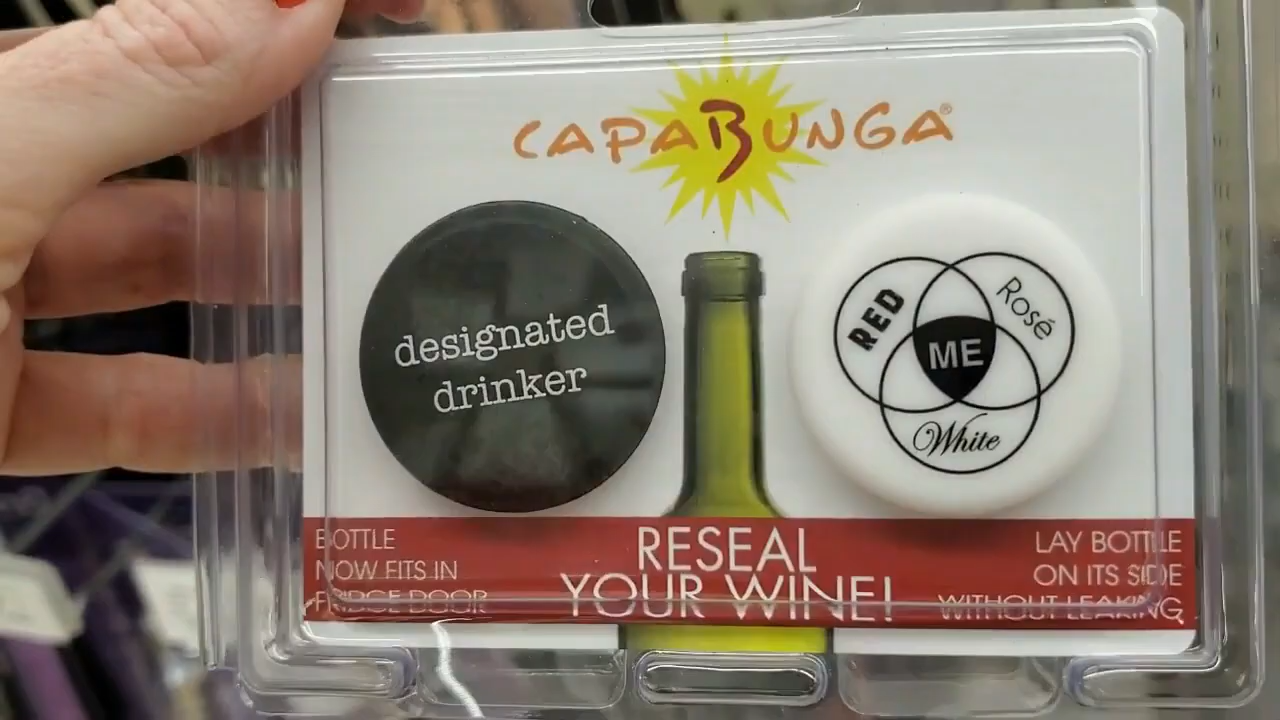 CAPABUNGA®
designated
drinker
RED
Rosé
ME
White
BOTTLE
NOW FITS IN
FRIDGE DOOR
RESEAL
YOUR WINE!
LAY BOTTLE
ON ITS SIDE
WITHOUT LEAKING